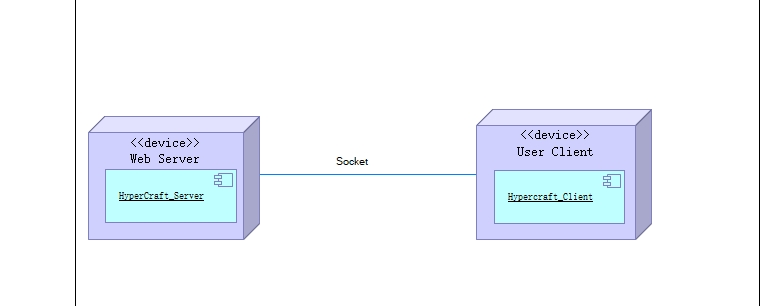 <<device>>
Web Server
HyperCraft_Server
Socket
<<device>>
User Client
Hypercraft_Client